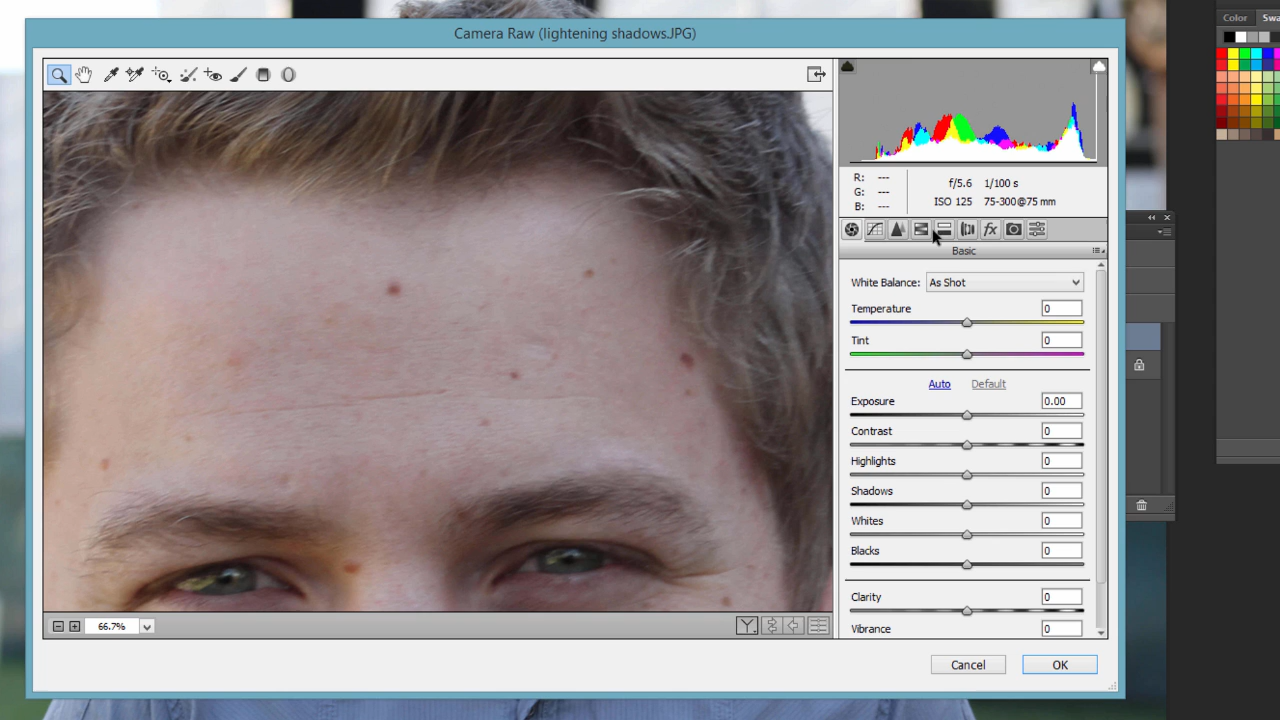 Color Swa
Camera Raw (lightening shadows.JPG)
R: ---
G: ---
B: ---
f/5.6 1/100 s
ISO 125 75-300@75 mm
fx
Basic
White Balance: As Shot
Temperature 0
Tint 0
Auto Default
Exposure 0.00
Contrast 0
Highlights 0
Shadows 0
Whites 0
Blacks 0
Clarity 0
Vibrance 0
66.7%
Y
Cancel OK